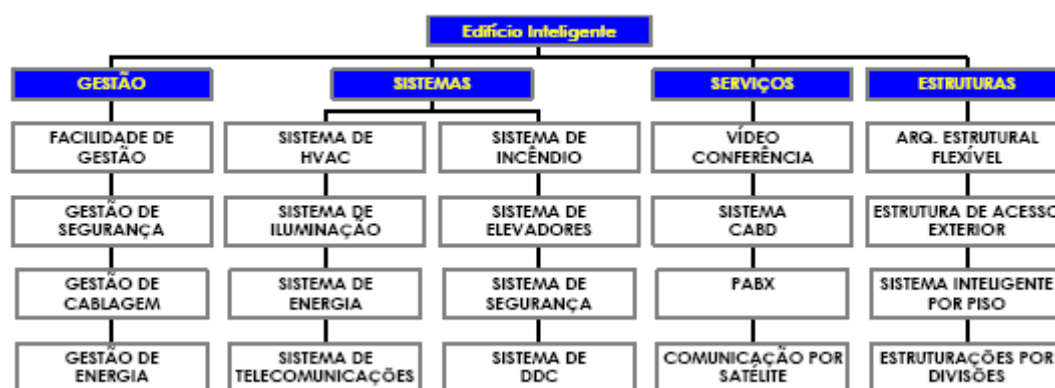 Edifício Inteligente
GESTÃO
SISTEMAS
SERVIÇOS
ESTRUTURAS
FACILIDADE DE
GESTÃO
SISTEMA DE
HVAC
SISTEMA DE
INCÊNDIO
VÍDEO
CONFERÊNCIA
ARQ. ESTRUTURAL
FLEXÍVEL
GESTÃO DE
SEGURANÇA
SISTEMA DE
ILUMINAÇÃO
SISTEMA DE
ELEVADORES
SISTEMA
CABD
ESTRUTURA DE ACESSO
EXTERIOR
GESTÃO DE
CABLAGEM
SISTEMA DE
ENERGIA
SISTEMA DE
SEGURANÇA
PABX
SISTEMA INTELIGENTE
POR PISO
GESTÃO DE
ENERGIA
SISTEMA DE
TELECOMUNICAÇÕES
SISTEMA DE
DDC
COMUNICAÇÃO POR
SATÉLITE
ESTRUTURAÇÕES POR
DIVISÕES